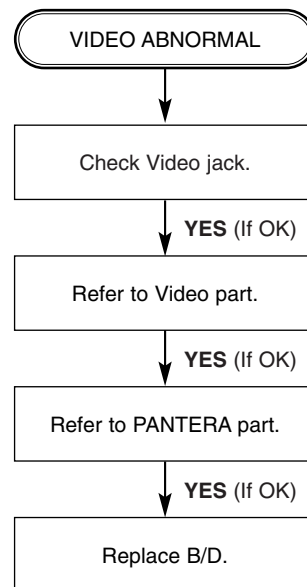 VIDEO ABNORMAL
Check Video jack.
YES (If OK)
Refer to Video part.
YES (If OK)
Refer to PANTERA part.
YES (If OK)
Replace B/D.